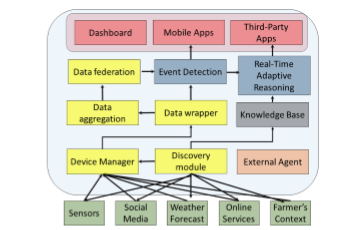 Dashboard
Mobile Apps
Third-Party
Apps
Data federation
Event Detection
Real-Time
Adaptive
Reasoning
Data
aggregation
Data wrapper
Knowledge Base
Device Manager
Discovery
module
External Agent
Sensors
Social
Media
Weather
Forecast
Online
Services
Farmer's
Context